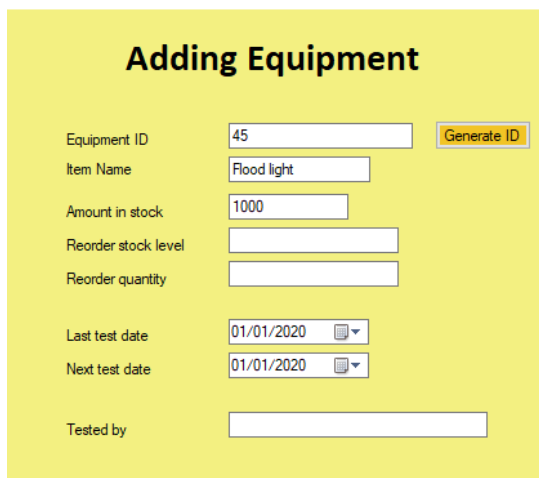 Adding Equipment
Equipment ID 45 Generate ID
Item Name Flood light
Amount in stock 1000
Reorder stock level
Reorder quantity
Last test date 01/01/2020
Next test date 01/01/2020
Tested by